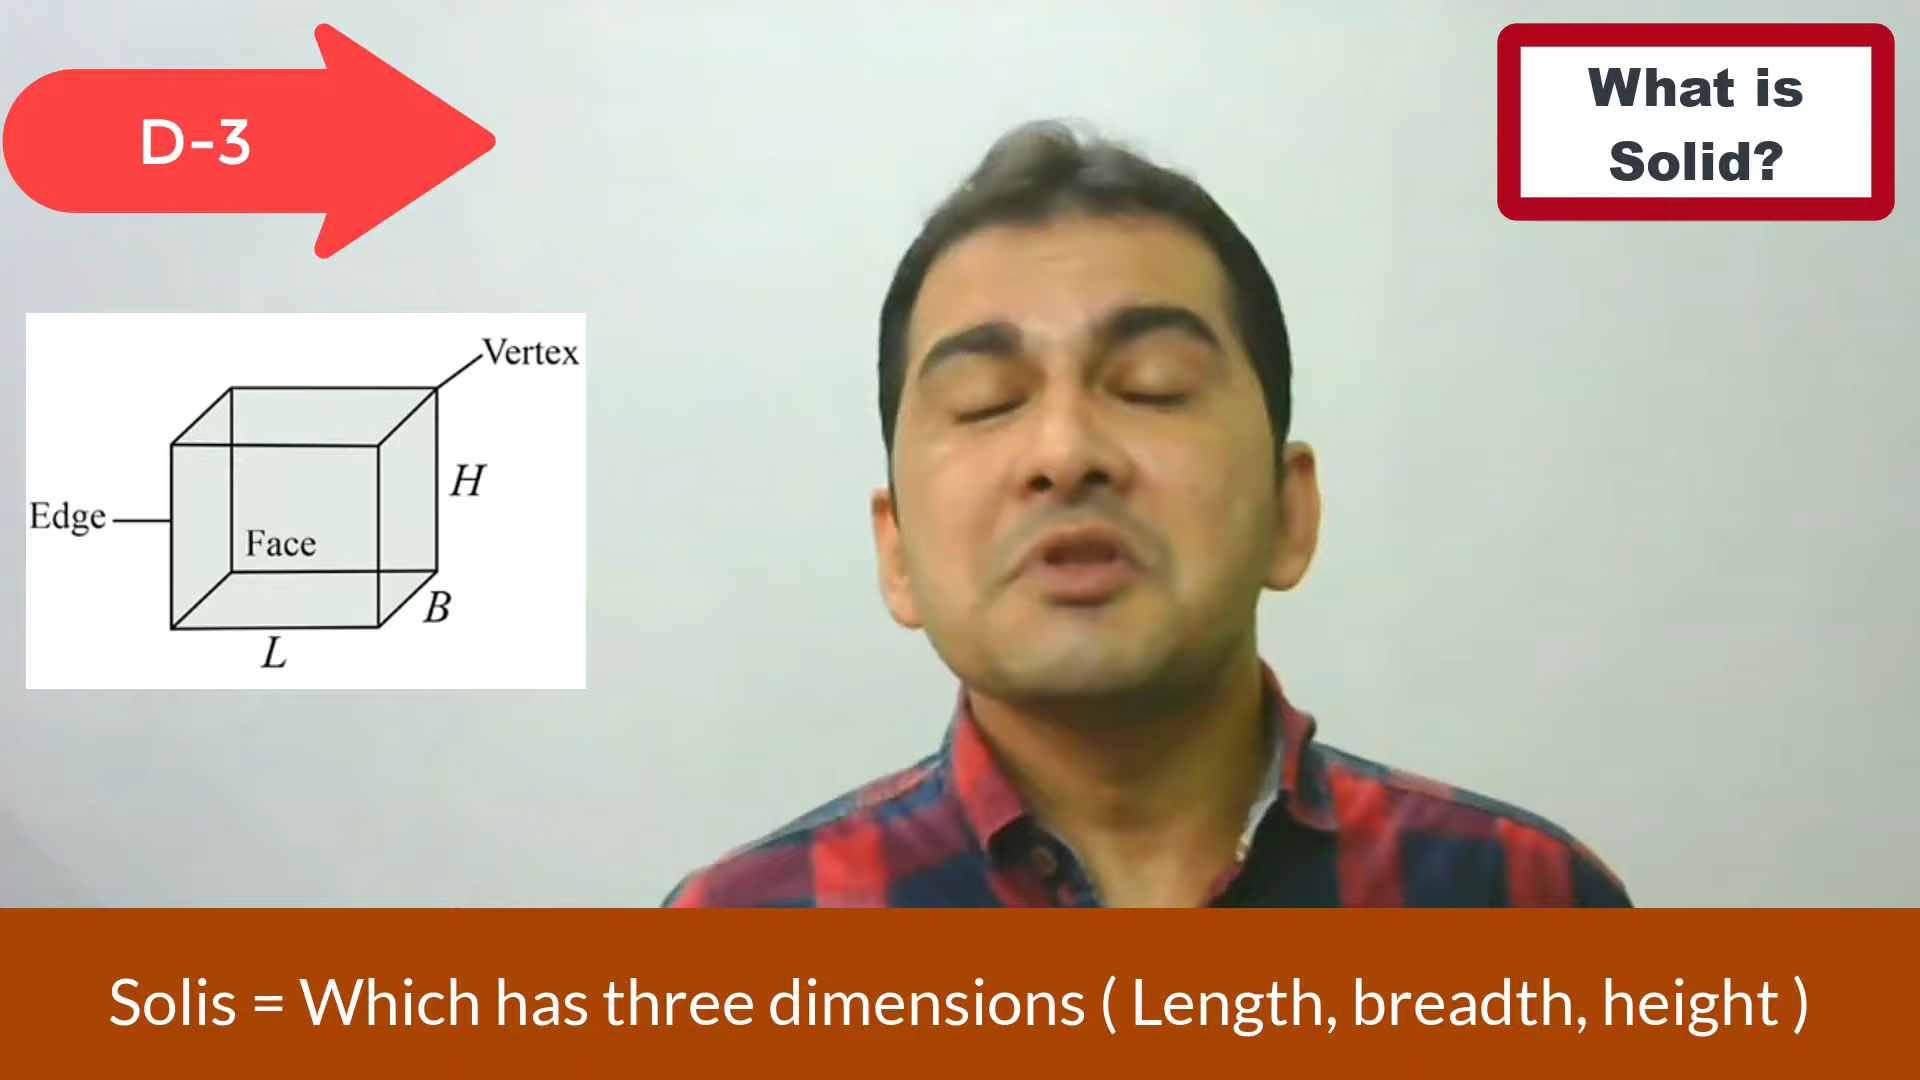 D-3
What is
Solid?
Vertex
H
Edge
Face
B
L
Solis = Which has three dimensions ( Length, breadth, height )